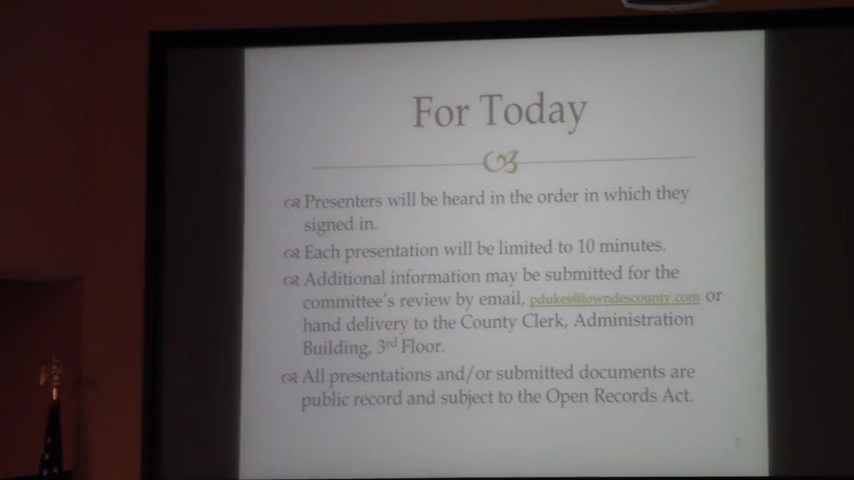 For Today
Presenters will be heard in the order in which they
signed in.
Each presentation will be limited to 10 minutes.
Additional information may be submitted for the
committee's review by email, pdukes@lowndescounty.com or
hand delivery to the County Clerk, Administration
Building, 3rd Floor.
All presentations and/or submitted documents are
public record and subject to the Open Records Act.
7